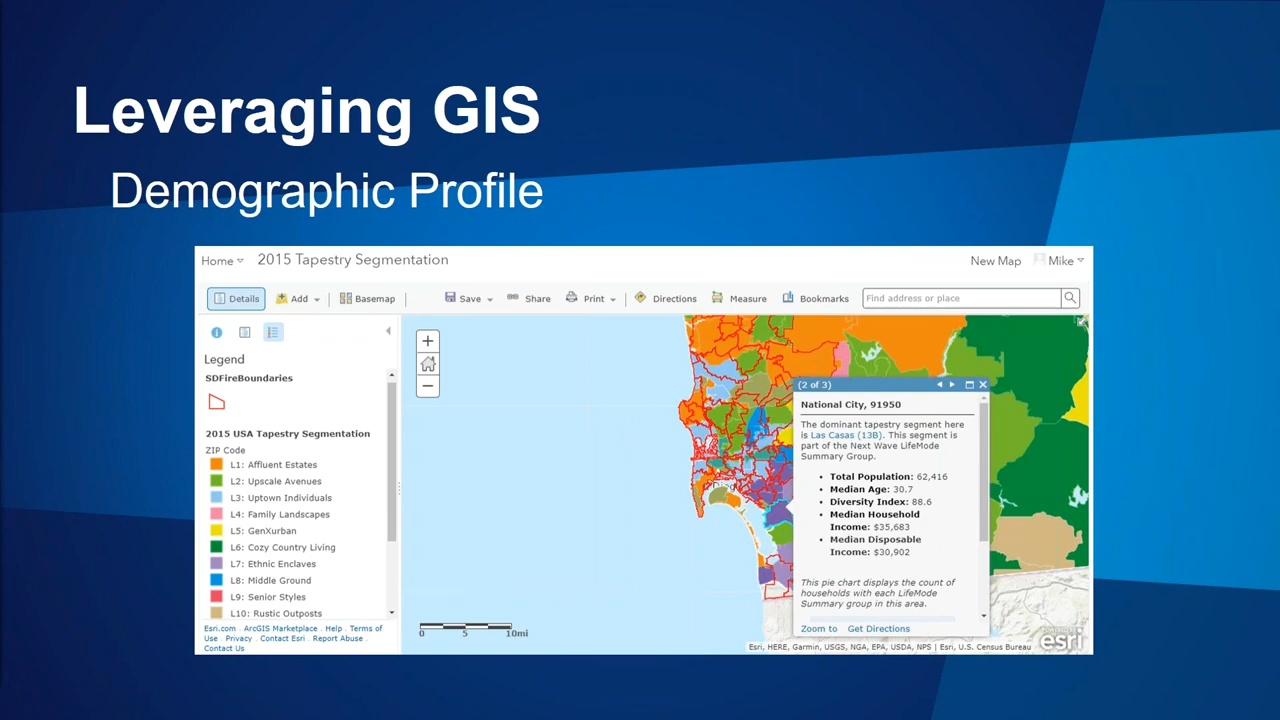 Leveraging GIS
Demographic Profile
Home
2015 Tapestry Segmentation
New Map
Mike
Details
Add
Basemap
Save
Share
Print
Directions
Measure
Bookmarks
Find address or place
Legend
SDFireBoundaries
2015 USA Tapestry Segmentation
ZIP Code
L1: Affluent Estates
L2: Upscale Avenues
L3: Uptown Individuals
L4: Family Landscapes
L5: GenXurban
L6: Cozy Country Living
L7: Ethnic Enclaves
L8: Middle Ground
L9: Senior Styles
L10: Rustic Outposts
Esri.com . ArcGIS Marketplace . Help . Terms of
Use . Privacy . Contact Esri . Report Abuse .
Contact Us
+
−
0 5 10mi
(2 of 3)
National City, 91950
The dominant tapestry segment here
is Las Casas (13B). This segment is
part of the Next Wave LifeMode
Summary Group.
• Total Population: 62,416
• Median Age: 30.7
• Diversity Index: 88.6
• Median Household
Income: $35,683
• Median Disposable
Income: $30,902
This pie chart displays the count of
households with each LifeMode
Summary group in this area.
Zoom to Get Directions
Esri, HERE, Garmin, USGS, NGA, EPA, USDA, NPS | Esri, U.S. Census Bureau
esri